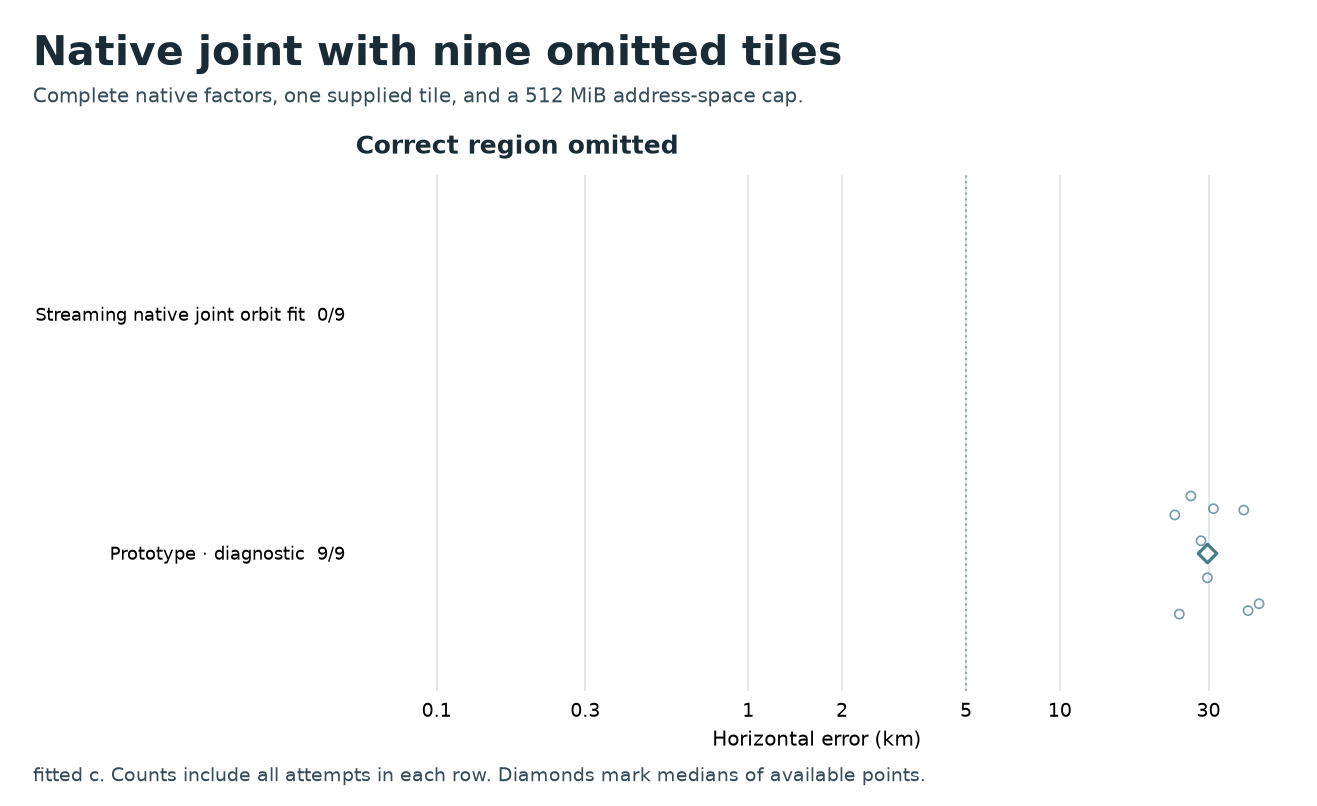 Native joint with nine omitted tiles
Complete native factors, one supplied tile, and a 512 MiB address-space cap.
Correct region omitted
Streaming native joint orbit fit 0/9
Prototype · diagnostic 9/9
0.1 0.3 1 2 5 10 30
Horizontal error (km)
fitted c. Counts include all attempts in each row. Diamonds mark medians of available points.